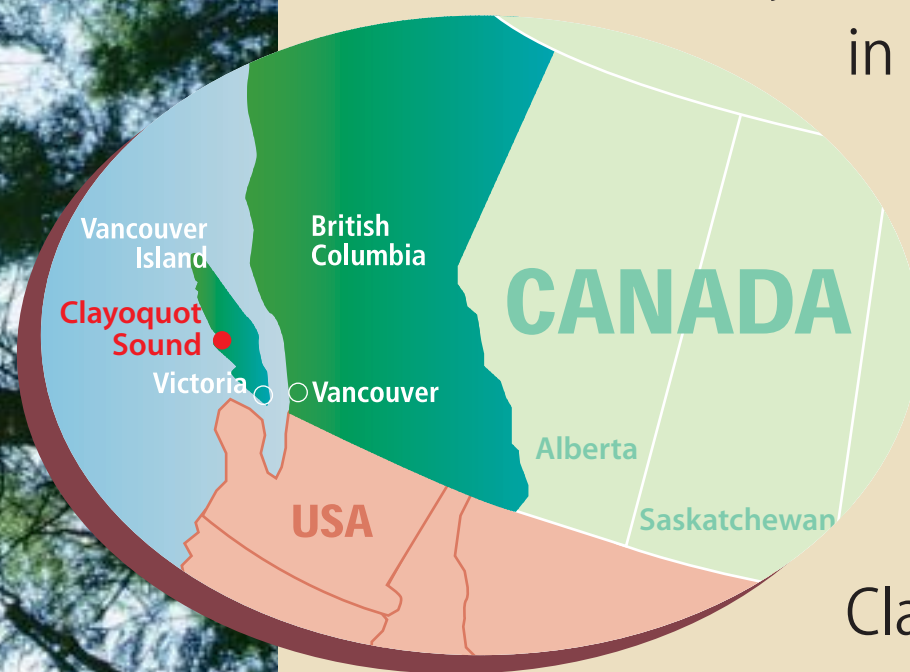 in
Vancouver
Island
British
Columbia
CANADA
Clayoquot
Sound
Victoria
Vancouver
Alberta
Saskatchewan
USA
Cla